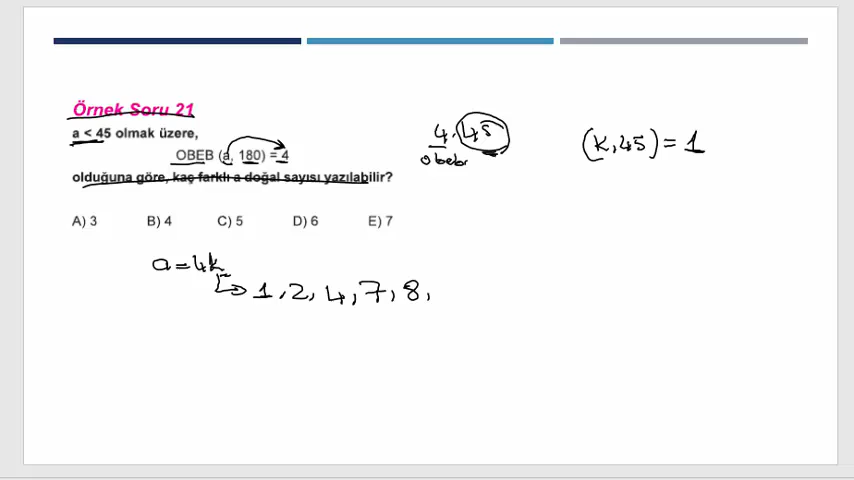 Örnek Soru 21
a < 45 olmak üzere,
OBEB (a, 180) = 4
olduğuna göre, kaç farklı a doğal sayısı yazılabilir?
A) 3 B) 4 C) 5 D) 6 E) 7
4.45
obebr
(k,45) = 1
a = 4k
1, 2, 4, 7, 8,